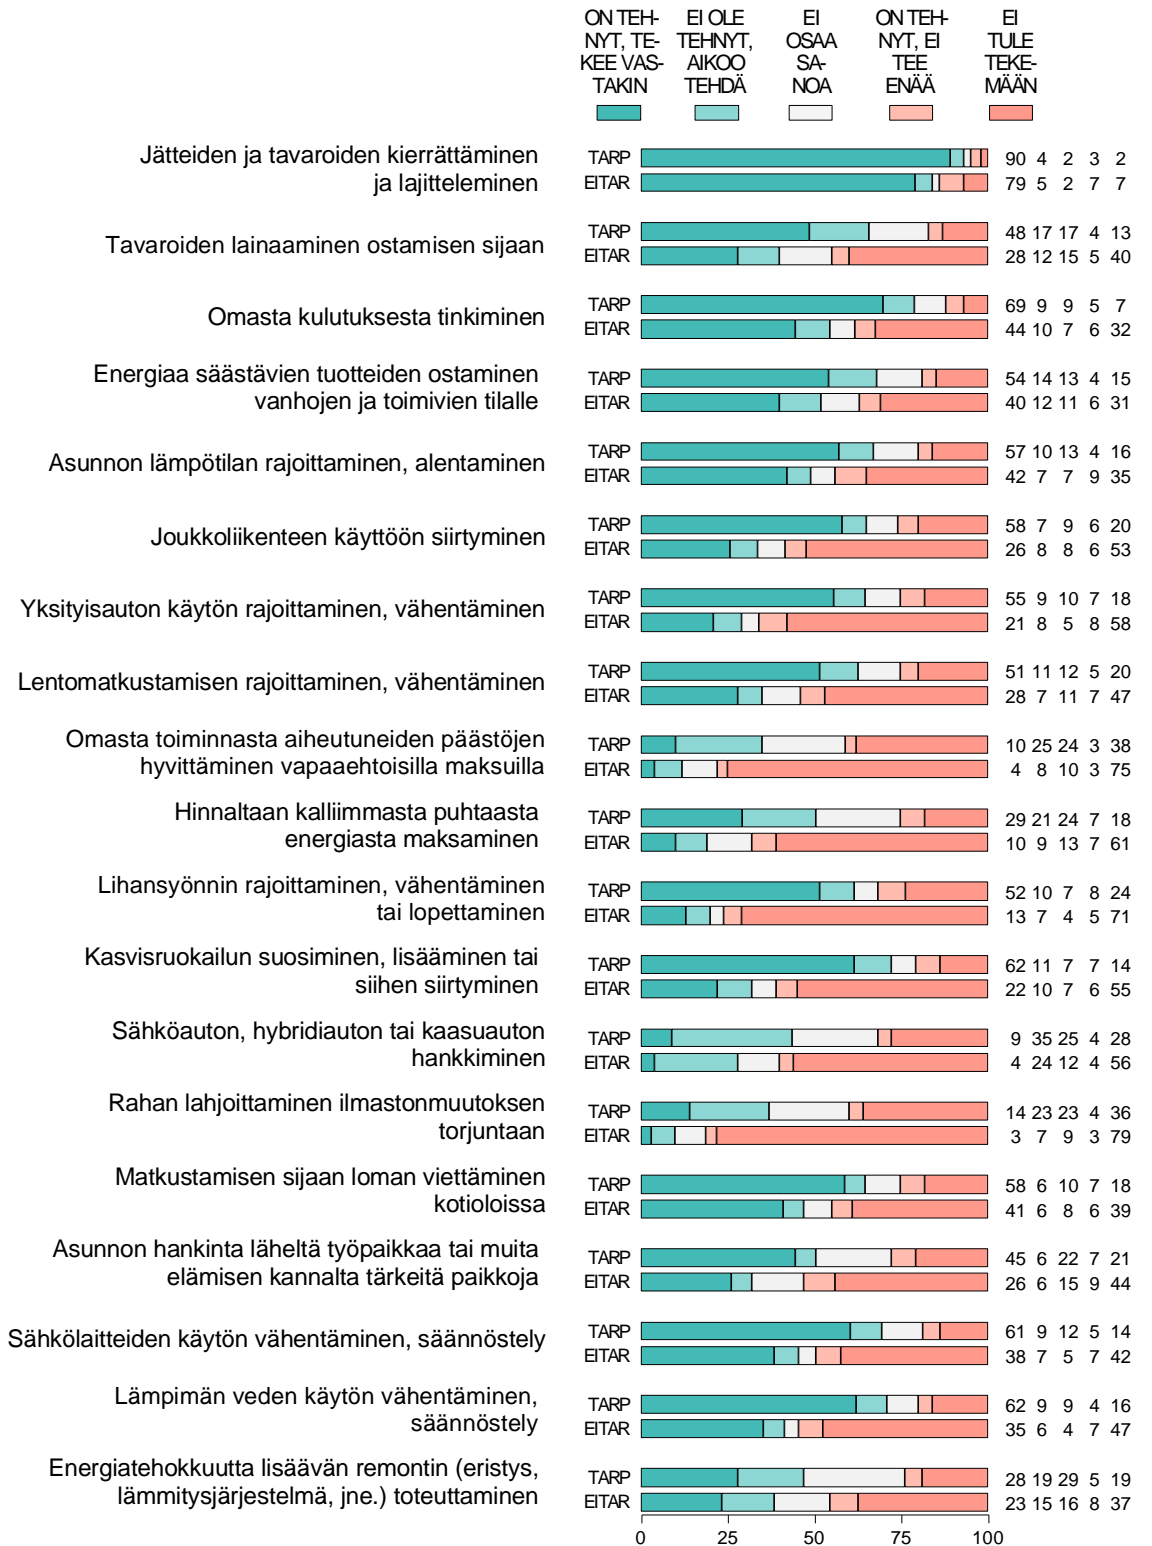 ON TEH- EI OLE EI ON TEH- EI
NYT, TE- TEHNYT, OSAA NYT, EI TULE
KEE VAS- AIKOO SA- TEE TEKE-
TAKIN TEHDÄ NOA ENÄÄ MÄÄN
Jätteiden ja tavaroiden kierrättäminen
ja lajitteleminen
TARP 90 4 2 3 2
EITAR 79 5 2 7 7
Tavaroiden lainaaminen ostamisen sijaan
TARP 48 17 17 4 13
EITAR 28 12 15 5 40
Omasta kulutuksesta tinkiminen
TARP 69 9 9 5 7
EITAR 44 10 7 6 32
Energiaa säästävien tuotteiden ostaminen
vanhojen ja toimivien tilalle
TARP 54 14 13 4 15
EITAR 40 12 11 6 31
Asunnon lämpötilan rajoittaminen, alentaminen
TARP 57 10 13 4 16
EITAR 42 7 7 9 35
Joukkoliikenteen käyttöön siirtyminen
TARP 58 7 9 6 20
EITAR 26 8 8 6 53
Yksityisauton käytön rajoittaminen, vähentäminen
TARP 55 9 10 7 18
EITAR 21 8 5 8 58
Lentomatkustamisen rajoittaminen, vähentäminen
TARP 51 11 12 5 20
EITAR 28 7 11 7 47
Omasta toiminnasta aiheutuneiden päästöjen
hyvittäminen vapaaehtoisilla maksuilla
TARP 10 25 24 3 38
EITAR 4 8 10 3 75
Hinnaltaan kalliimmasta puhtaasta
energiasta maksaminen
TARP 29 21 24 7 18
EITAR 10 9 13 7 61
Lihansyönnin rajoittaminen, vähentäminen
tai lopettaminen
TARP 52 10 7 8 24
EITAR 13 7 4 5 71
Kasvisruokailun suosiminen, lisääminen tai
siihen siirtyminen
TARP 62 11 7 7 14
EITAR 22 10 7 6 55
Sähköauton, hybridiauton tai kaasuauton
hankkiminen
TARP 9 35 25 4 28
EITAR 4 24 12 4 56
Rahan lahjoittaminen ilmastonmuutoksen
torjuntaan
TARP 14 23 23 4 36
EITAR 3 7 9 3 79
Matkustamisen sijaan loman viettäminen
kotioloissa
TARP 58 6 10 7 18
EITAR 41 6 8 6 39
Asunnon hankinta läheltä työpaikkaa tai muita
elämisen kannalta tärkeitä paikkoja
TARP 45 6 22 7 21
EITAR 26 6 15 9 44
Sähkölaitteiden käytön vähentäminen, säännöstely
TARP 61 9 12 5 14
EITAR 38 7 5 7 42
Lämpimän veden käytön vähentäminen,
säännöstely
TARP 62 9 9 4 16
EITAR 35 6 4 7 47
Energiatehokkuutta lisäävän remontin (eristys,
lämmitysjärjestelmä, jne.) toteuttaminen
TARP 28 19 29 5 19
EITAR 23 15 16 8 37
0 25 50 75 100